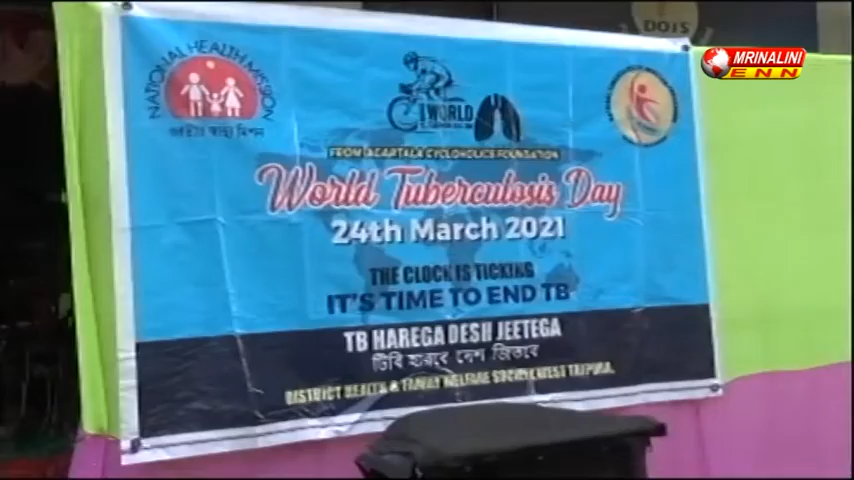 DOTS
MRINALINI
ENN
NATIONAL HEALTH MISSION
WORLD
FROM AGARTALA CYCLOHOLICS FOUNDATION
World Tuberculosis Day
24th March 2021
THE CLOCK IS TICKING
IT'S TIME TO END TB
TB HAREGA DESH JEETEGA
টিবি হারবে দেশ জিতবে
DISTRICT HEALTH & FAMILY WELFARE SOCIETY, WEST TRIPURA.